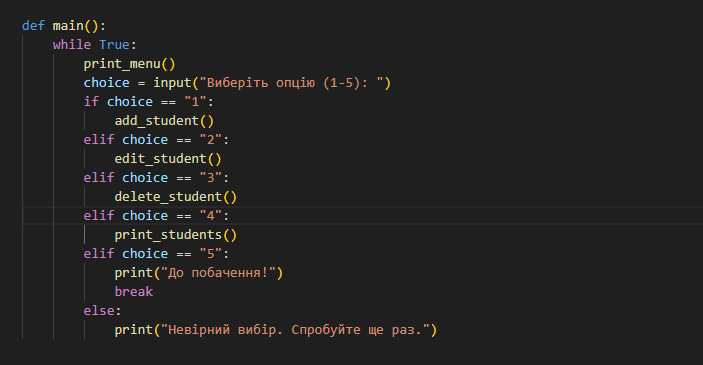 def main():
    while True:
        print_menu()
        choice = input("Виберіть опцію (1-5): ")
        if choice == "1":
            add_student()
        elif choice == "2":
            edit_student()
        elif choice == "3":
            delete_student()
        elif choice == "4":
            print_students()
        elif choice == "5":
            print("До побачення!")
            break
        else:
            print("Невірний вибір. Спробуйте ще раз.")